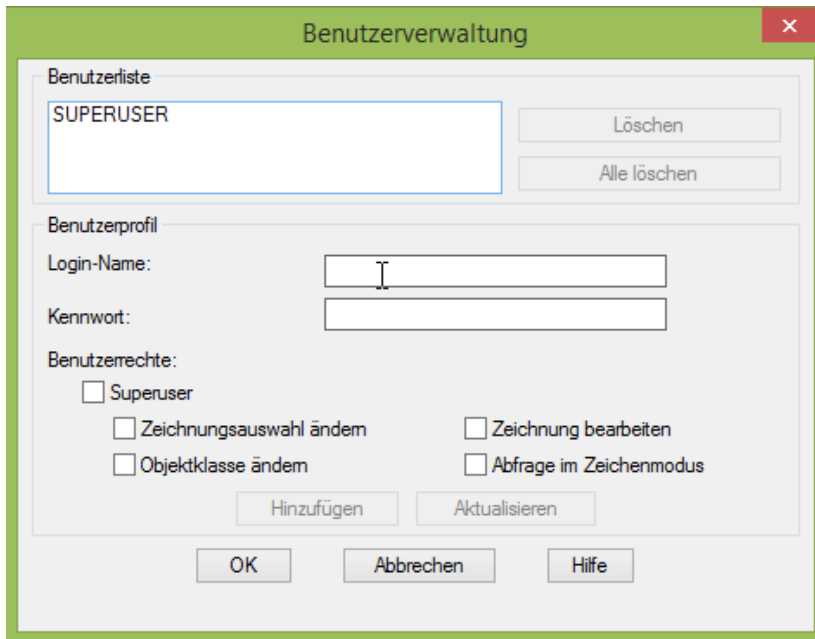 Benutzerverwaltung
Benutzerliste
SUPERUSER
Löschen
Alle löschen
Benutzerprofil
Login-Name:
Kennwort:
Benutzerrechte:
Superuser
Zeichnungsauswahl ändern Zeichnung bearbeiten
Objektklasse ändern Abfrage im Zeichenmodus
Hinzufügen Aktualisieren
OK Abbrechen Hilfe